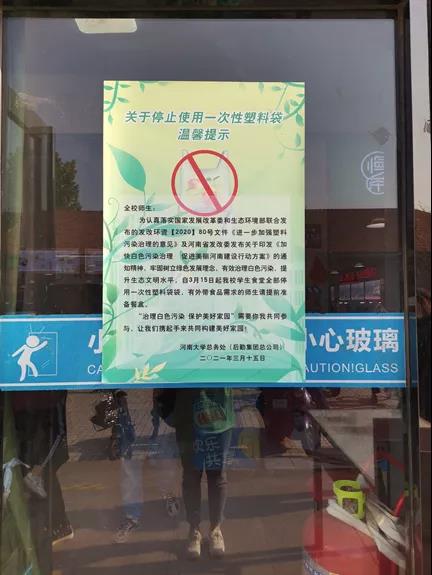 关于停止使用一次性塑料袋
温馨提示
全校师生：
为认真落实国家发展改革委和生态环境部联合发
布的发改环资【2020】80号文件《进一步加强塑料
污染治理的意见》及河南省发改委发布关于印发《加
快白色污染治理 促进美丽河南建设行动方案》的通
知精神，牢固树立绿色发展理念，有效治理白色污染，提
升生态文明水平，自3月15日起我校学生食堂全部停
用一次性塑料袋袋，有外带食品需求的师生请提前准
备餐盒。
“治理白色污染 保护美好家园”需要你我共同参
与，让我们携起手来共同构建美好家园！
河南大学总务处（后勤集团总公司）
二〇二一年三月十五日
小
小心玻璃
CA
AUTION!GLASS
欢乐
共享